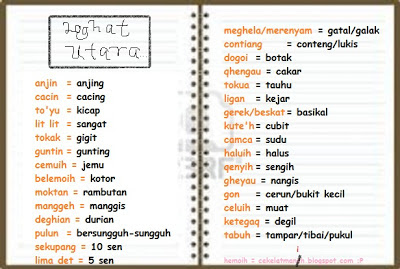 Loghat
Utara
anjin = anjing
cacin = cacing
to'yu = kicap
lit lit = sangat
tokak = gigit
guntin = gunting
cemuih = jemu
belemoih = kotor
moktan = rambutan
manggeh = manggis
deghian = durian
pulun = bersungguh-sungguh
sekupang = 10 sen
lima det = 5 sen
meghela/merenyam = gatal/galak
contiang = conteng/lukis
dogoi = botak
qhengau = cakar
tokua = tauhu
ligan = kejar
gerek/beskat = basikal
kute'h = cubit
camca = sudu
haluih = halus
qenyih = sengih
gheyau = nangis
gon = cerun/bukit kecil
celuih = muat
ketegaq = degil
tabuh = tampar/tibai/pukul
hemoih = cekelatmasin.blogspot.com :P